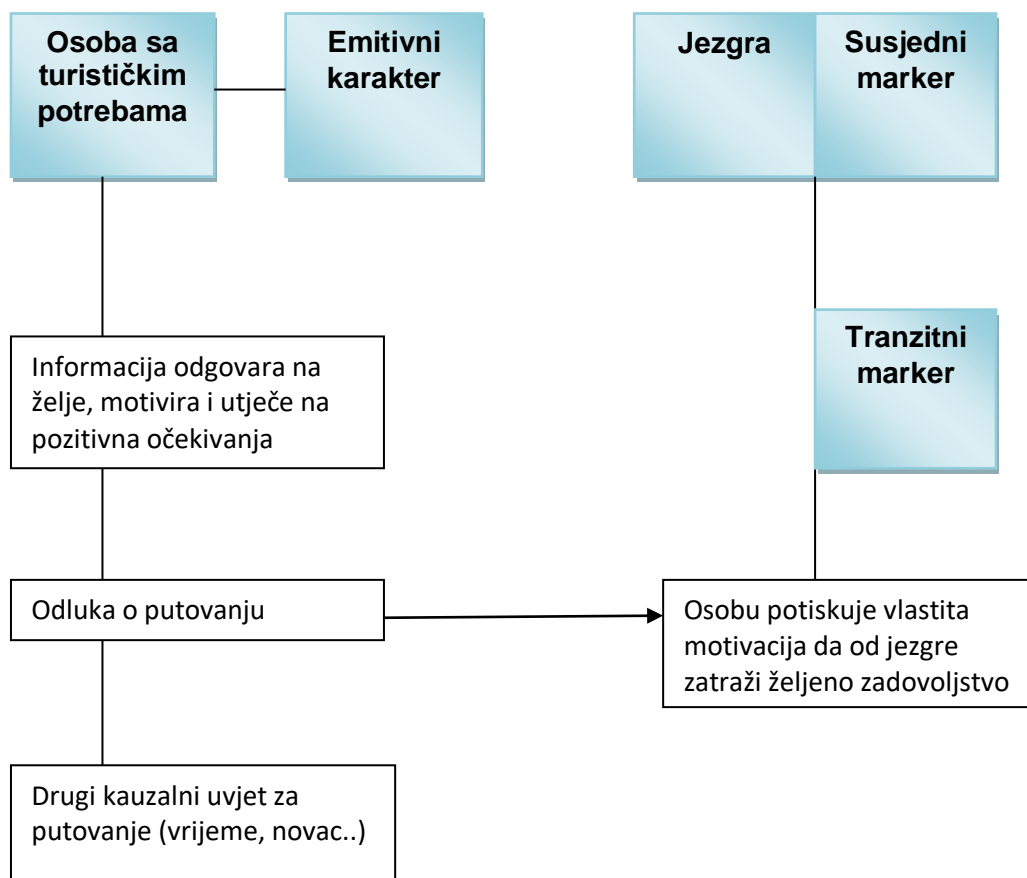 Osoba sa
turističkim
potrebama
Emitivni
karakter
Jezgra
Susjedni
marker
Tranzitni
marker
Informacija odgovara na
želje, motivira i utječe na
pozitivna očekivanja
Odluka o putovanju
Osobu potiskuje vlastita
motivacija da od jezgre
zatraži željeno zadovoljstvo
Drugi kauzalni uvjet za
putovanje (vrijeme, novac..)